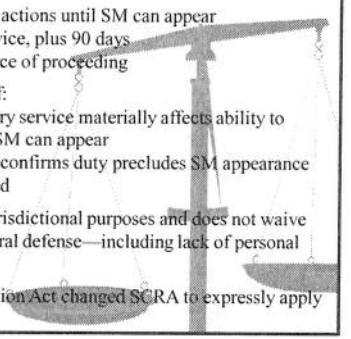 actions until SM can appear
vice, plus 90 days
ce of proceeding
f:
ry service materially affects ability to
SM can appear
confirms duty precludes SM appearance
d
risdictional purposes and does not waive
ral defense—including lack of personal
ion Act changed SCRA to expressly apply